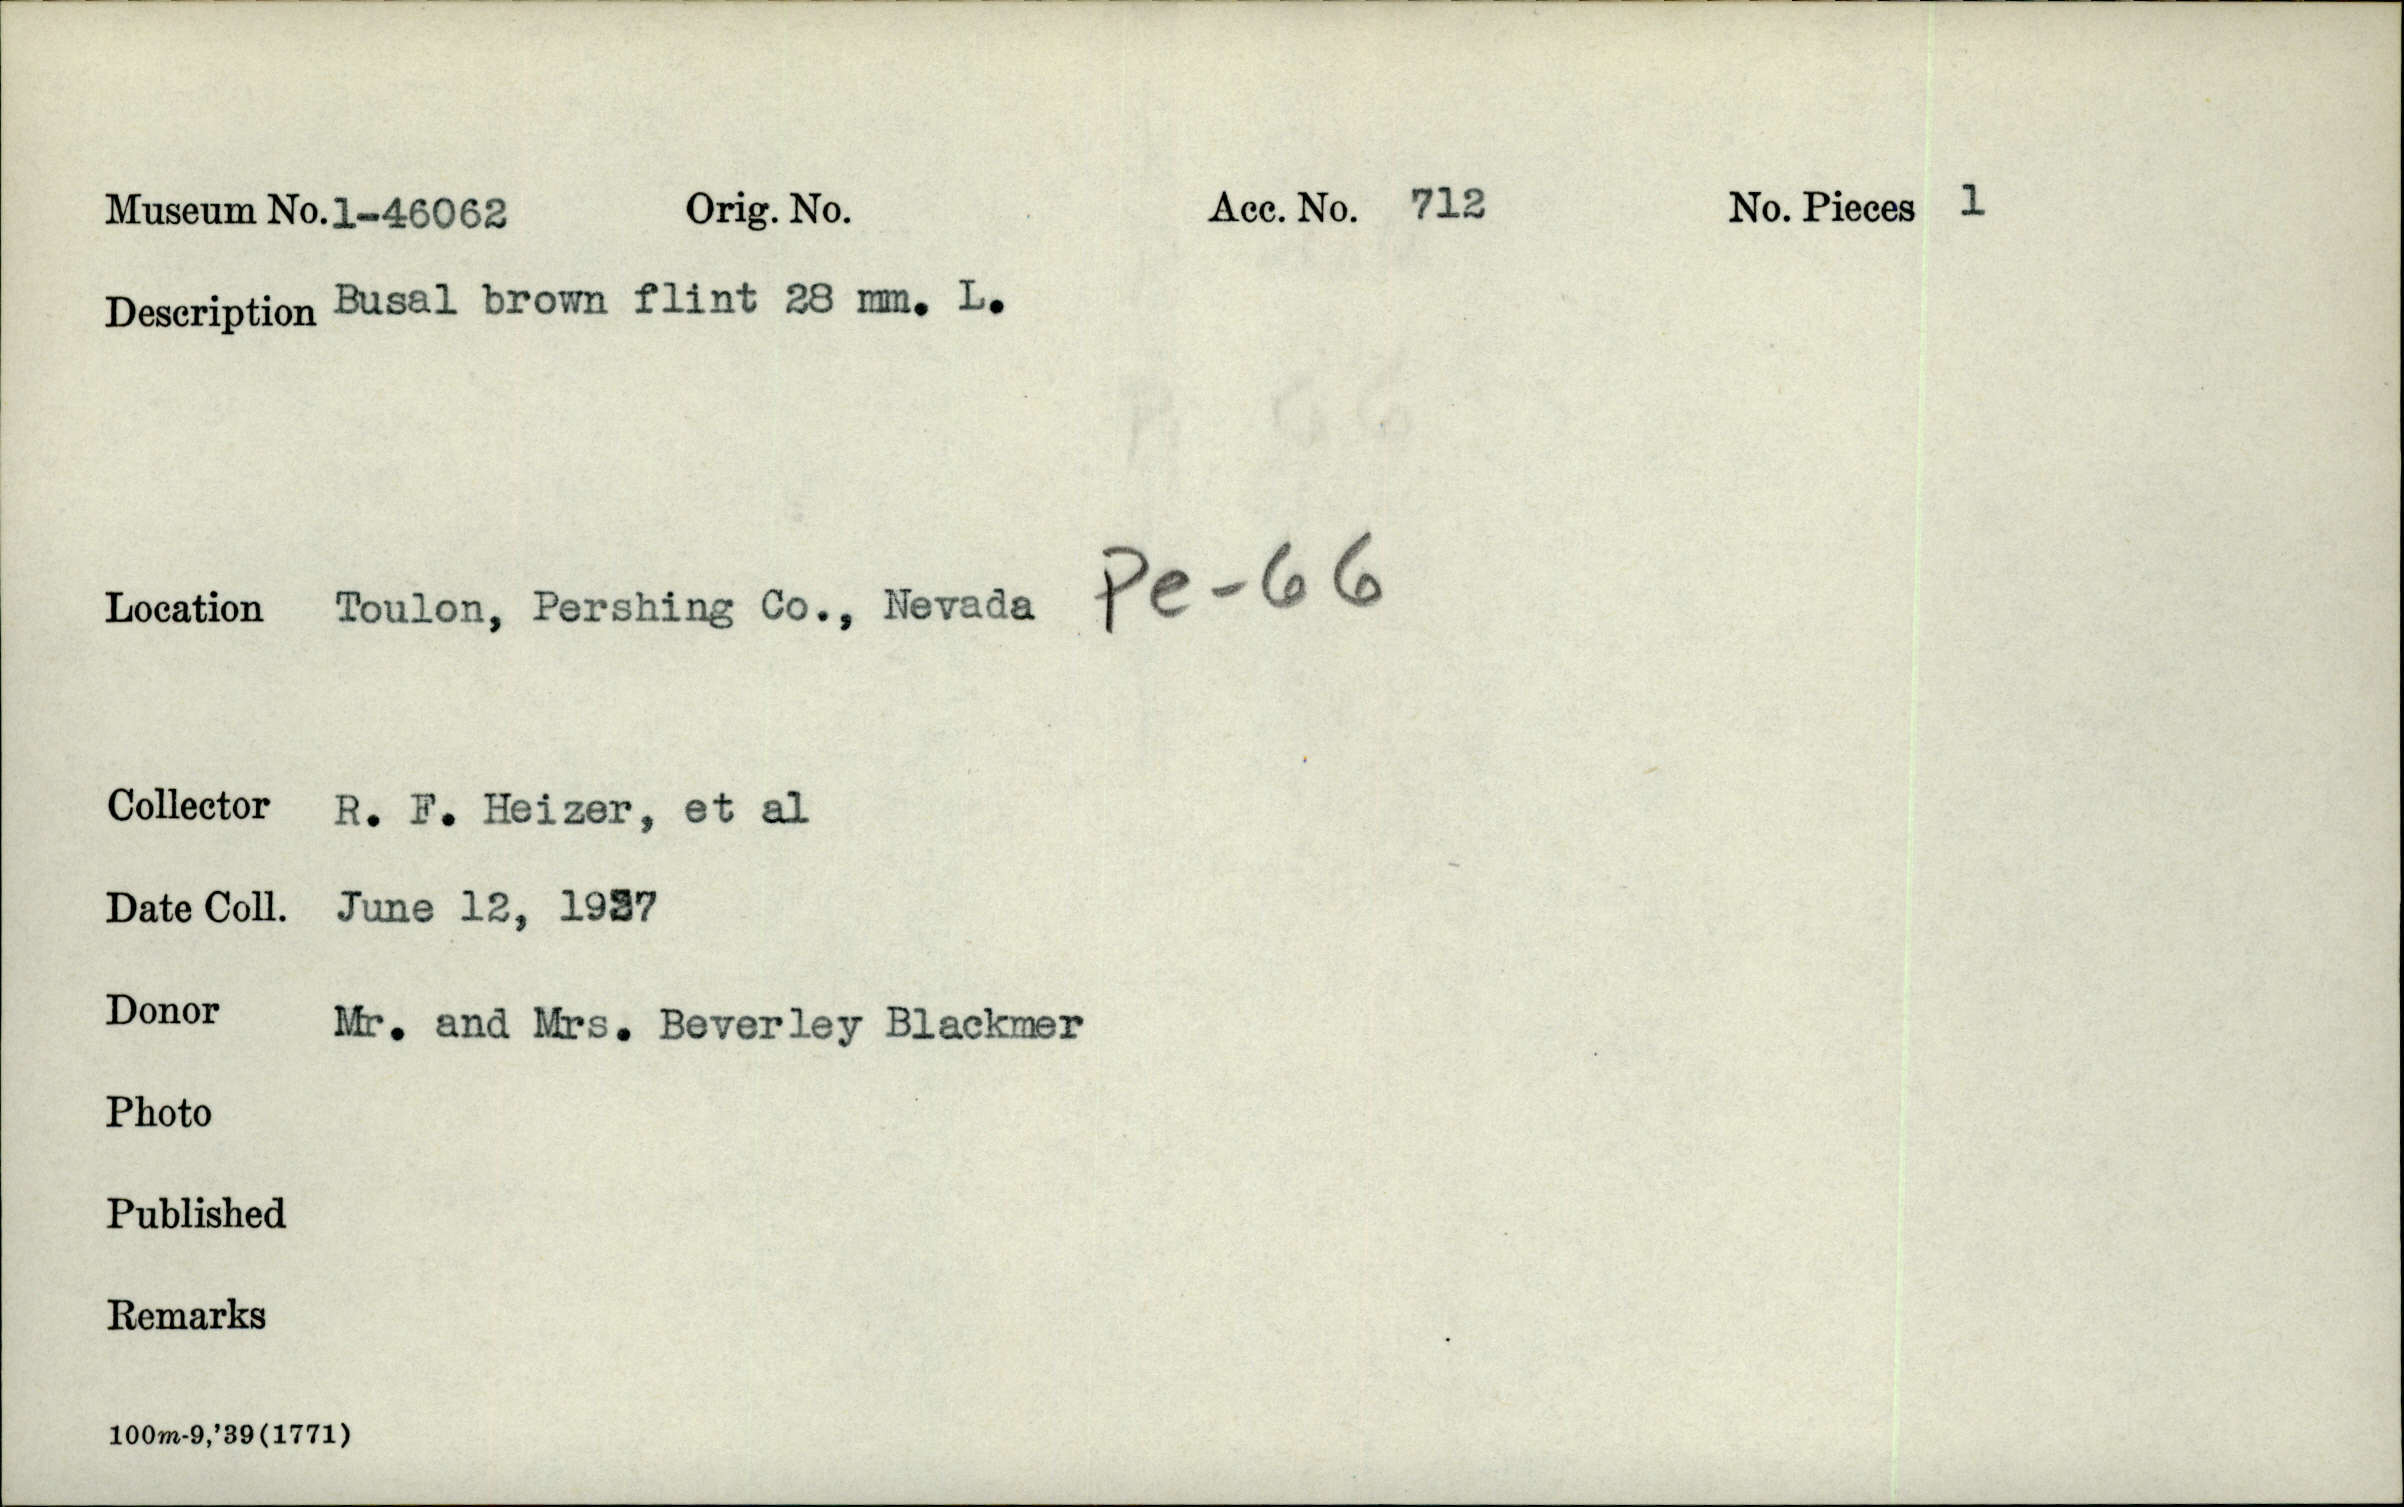 Museum No. 1-46062 Orig. No. Acc. No. 712 No. Pieces 1
Description Busal brown flint 28 mm. L.
Location Toulon, Pershing Co., Nevada Pe-66
Collector R. F. Heizer, et al
Date Coll. June 12, 1937
Donor Mr. and Mrs. Beverley Blackmer
Photo
Published
Remarks
100m-9,'39(1771)